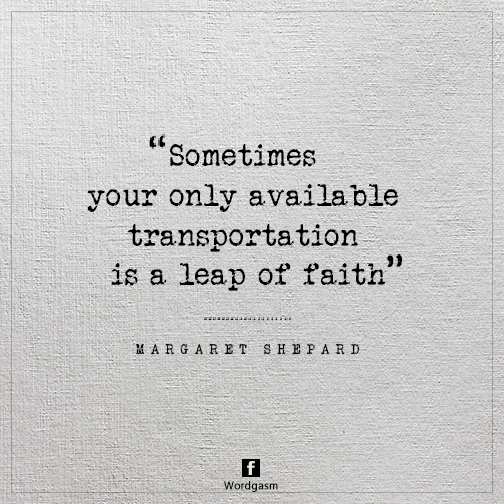 “Sometimes
your only available
transportation
is a leap of faith”
MARGARET SHEPARD
f
Wordgasm